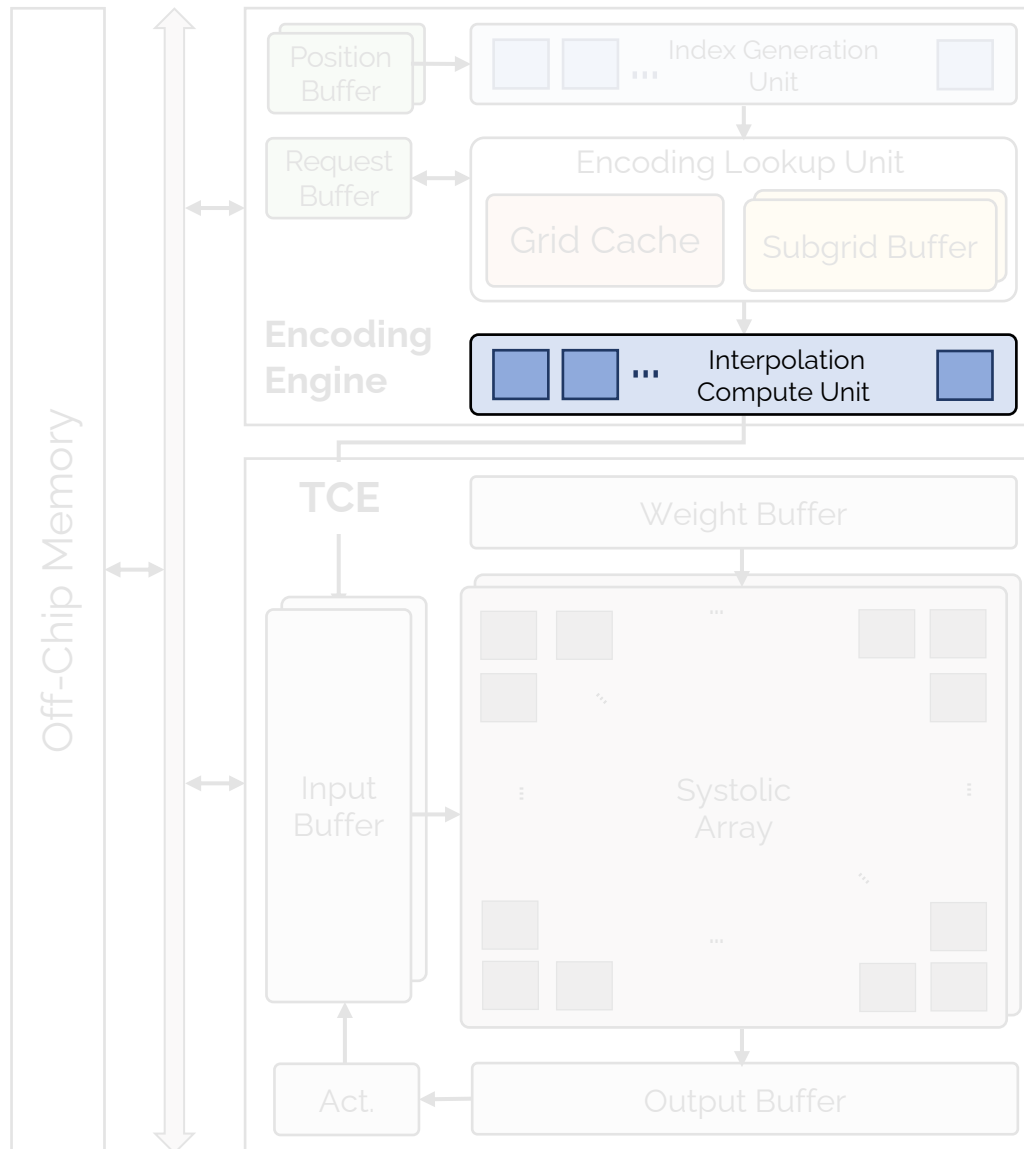 Position
Buffer
Index Generation
Unit
Request
Buffer
Encoding Lookup Unit
Grid Cache
Subgrid Buffer
Encoding
Engine
Interpolation
Compute Unit
Off-Chip Memory
TCE
Weight Buffer
Input
Buffer
Systolic
Array
Act.
Output Buffer